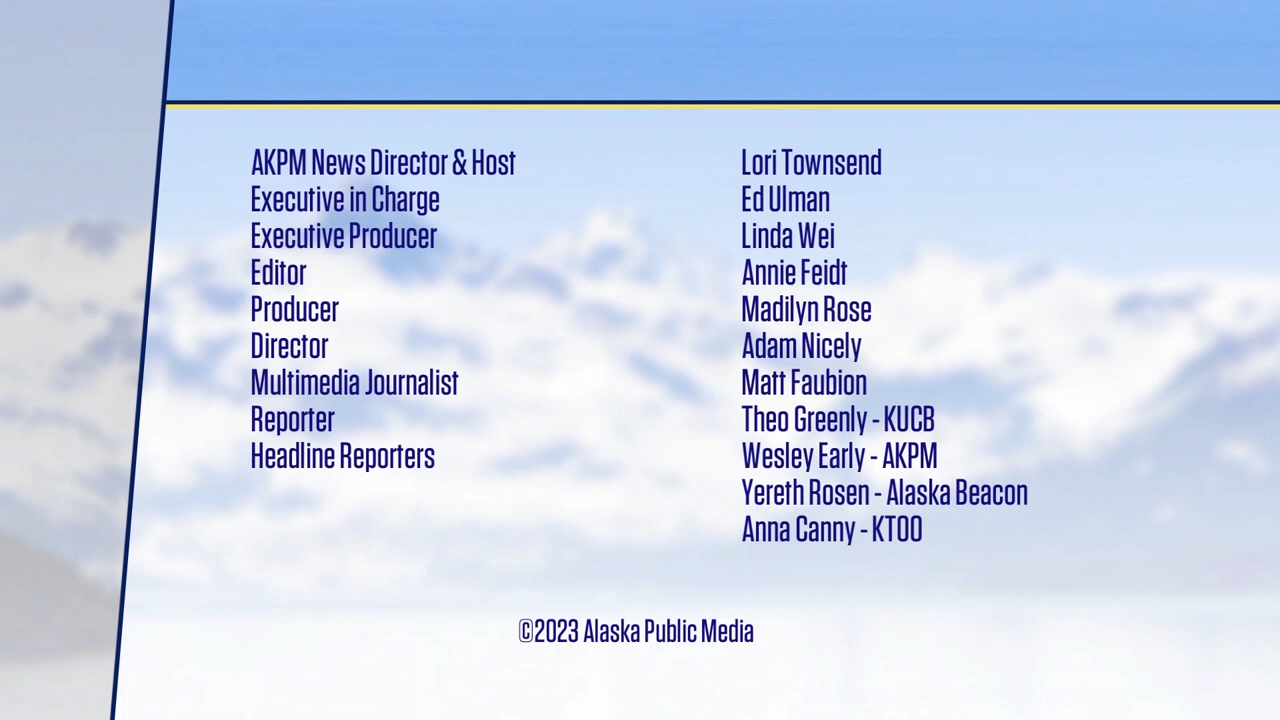 AKPM News Director & Host Lori Townsend
Executive in Charge Ed Ulman
Executive Producer Linda Wei
Editor Annie Feidt
Producer Madilyn Rose
Director Adam Nicely
Multimedia Journalist Matt Faubion
Reporter Theo Greenly - KUCB
Headline Reporters Wesley Early - AKPM
Yereth Rosen - Alaska Beacon
Anna Canny - KTOO
©2023 Alaska Public Media